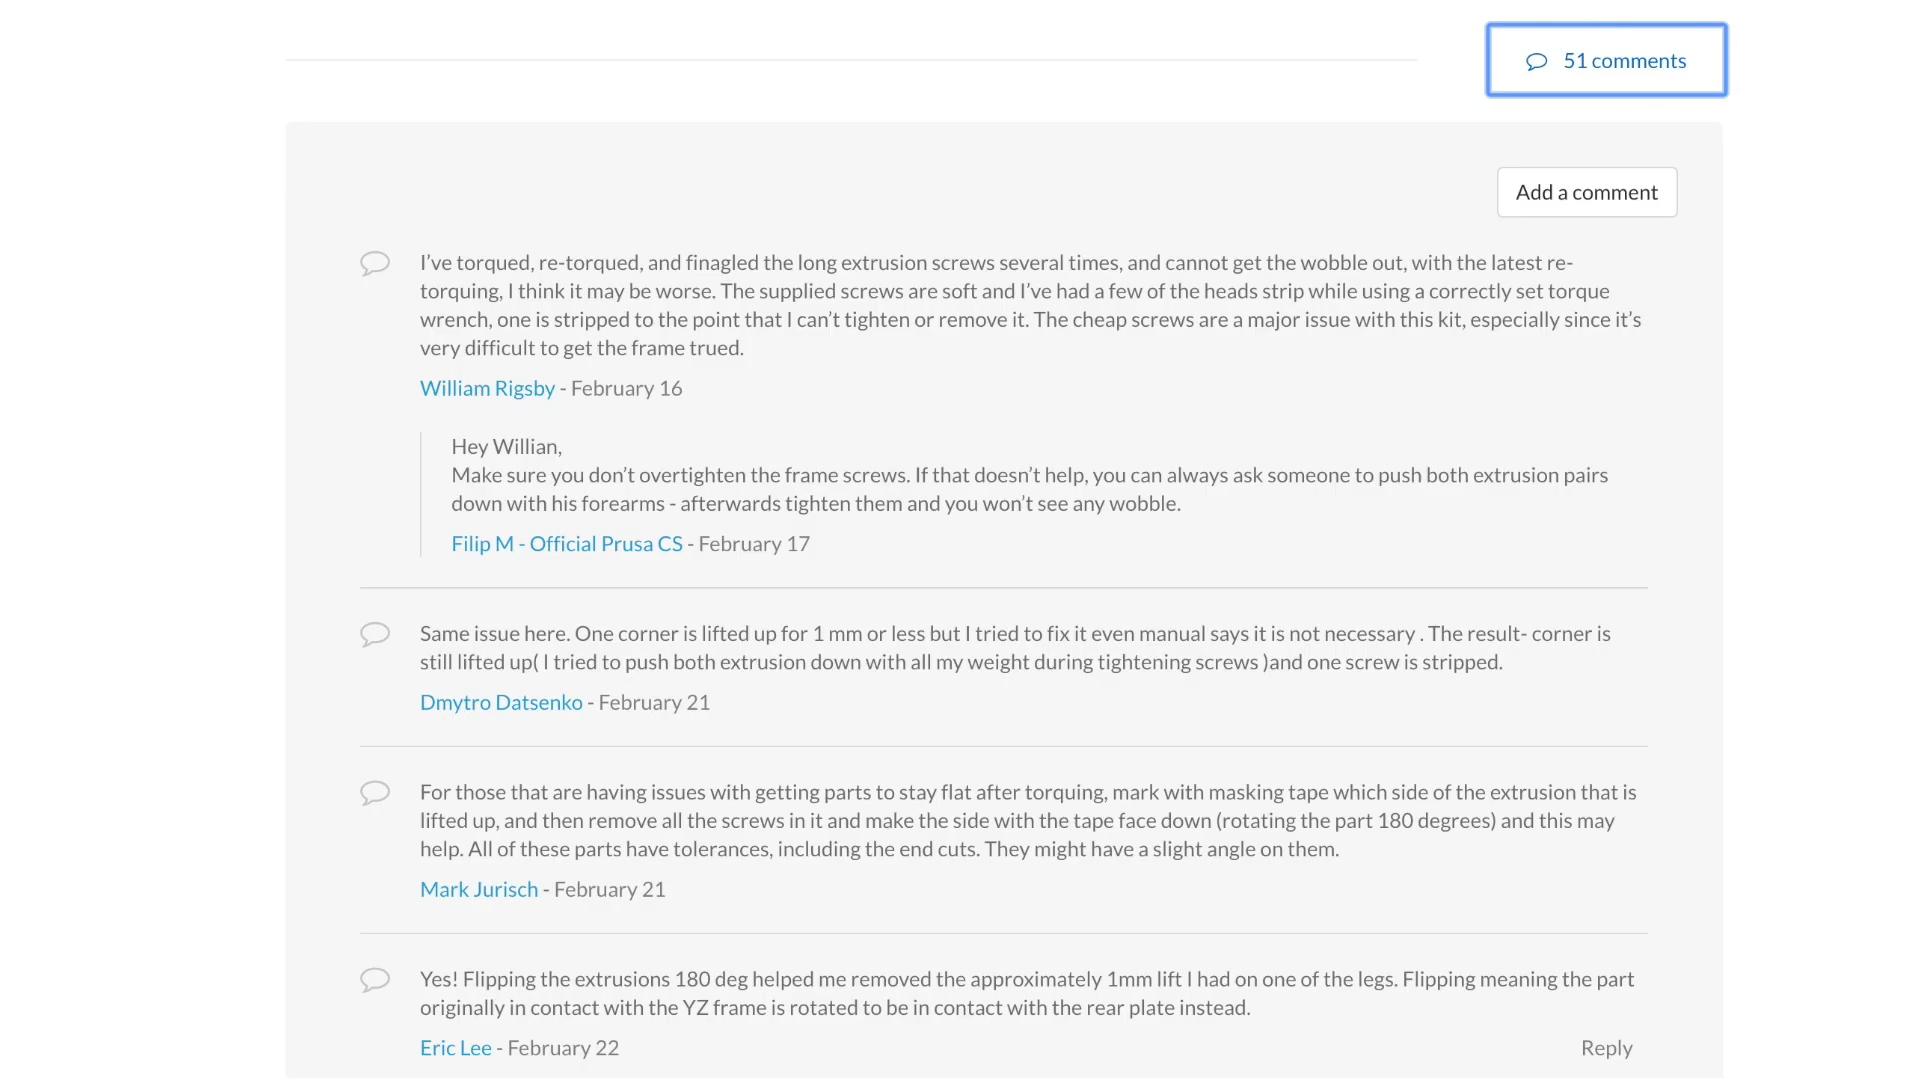 51 comments
Add a comment
I’ve torqued, re-torqued, and finagled the long extrusion screws several times, and cannot get the wobble out, with the latest re-
torquing, I think it may be worse. The supplied screws are soft and I’ve had a few of the heads strip while using a correctly set torque
wrench, one is stripped to the point that I can’t tighten or remove it. The cheap screws are a major issue with this kit, especially since it’s
very difficult to get the frame trued.
William Rigsby - February 16
Hey Willian,
Make sure you don’t overtighten the frame screws. If that doesn’t help, you can always ask someone to push both extrusion pairs
down with his forearms - afterwards tighten them and you won’t see any wobble.
Filip M - Official Prusa CS - February 17
Same issue here. One corner is lifted up for 1 mm or less but I tried to fix it even manual says it is not necessary . The result- corner is
still lifted up( I tried to push both extrusion down with all my weight during tightening screws )and one screw is stripped.
Dmytro Datsenko - February 21
For those that are having issues with getting parts to stay flat after torquing, mark with masking tape which side of the extrusion that is
lifted up, and then remove all the screws in it and make the side with the tape face down (rotating the part 180 degrees) and this may
help. All of these parts have tolerances, including the end cuts. They might have a slight angle on them.
Mark Jurisch - February 21
Yes! Flipping the extrusions 180 deg helped me removed the approximately 1mm lift I had on one of the legs. Flipping meaning the part
originally in contact with the YZ frame is rotated to be in contact with the rear plate instead.
Eric Lee - February 22
Reply